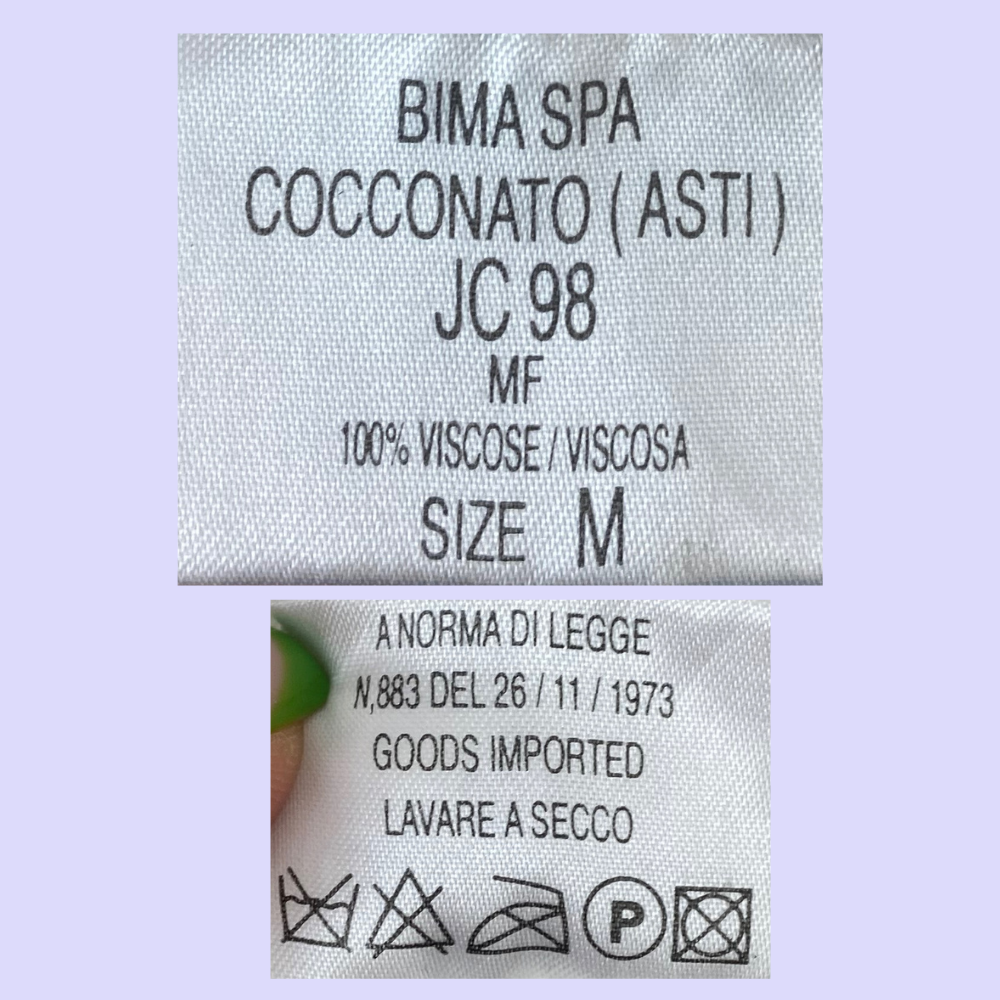 BIMA SPA
COCCONATO ( ASTI )
JC 98
MF
100% VISCOSE / VISCOSA
SIZE M
A NORMA DI LEGGE
N,883 DEL 26 / 11 / 1973
GOODS IMPORTED
LAVARE A SECCO
P